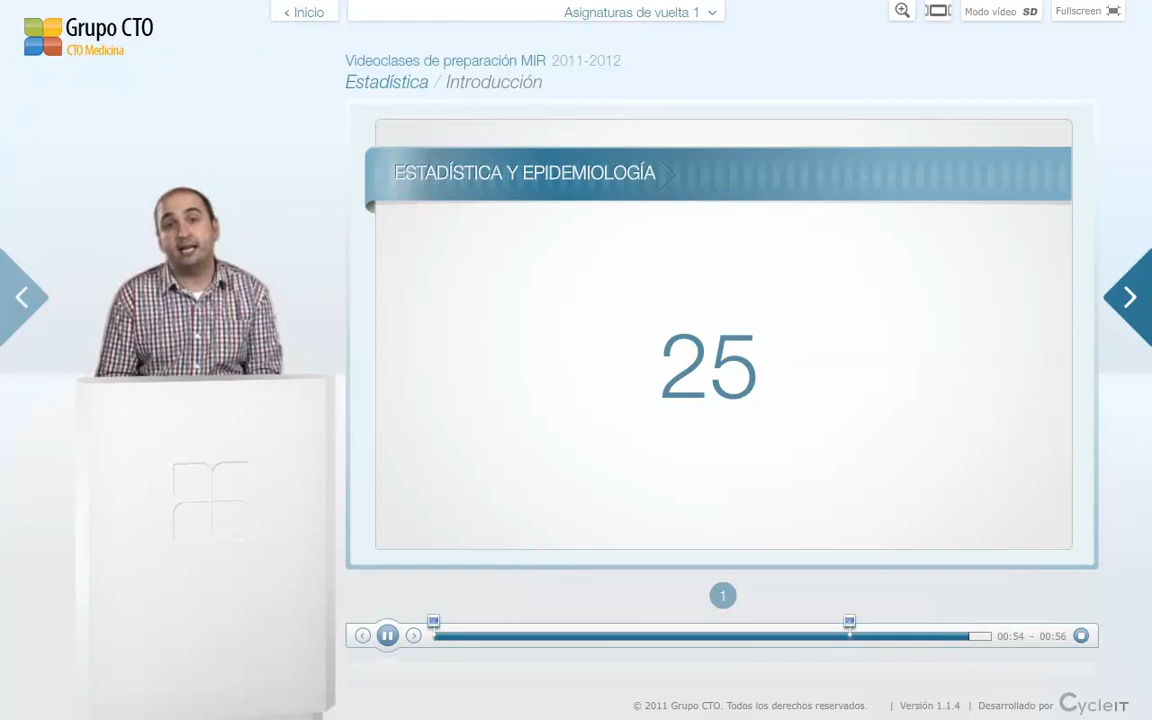 Grupo CTO
CTO Medicina
‹ Inicio
Asignaturas de vuelta 1
Modo vídeo SD
Fullscreen
Videoclases de preparación MIR 2011-2012
Estadística / Introducción
ESTADÍSTICA Y EPIDEMIOLOGÍA
25
1
00:54 - 00:56
© 2011 Grupo CTO. Todos los derechos reservados. | Versión 1.1.4 | Desarrollado por CycleIT